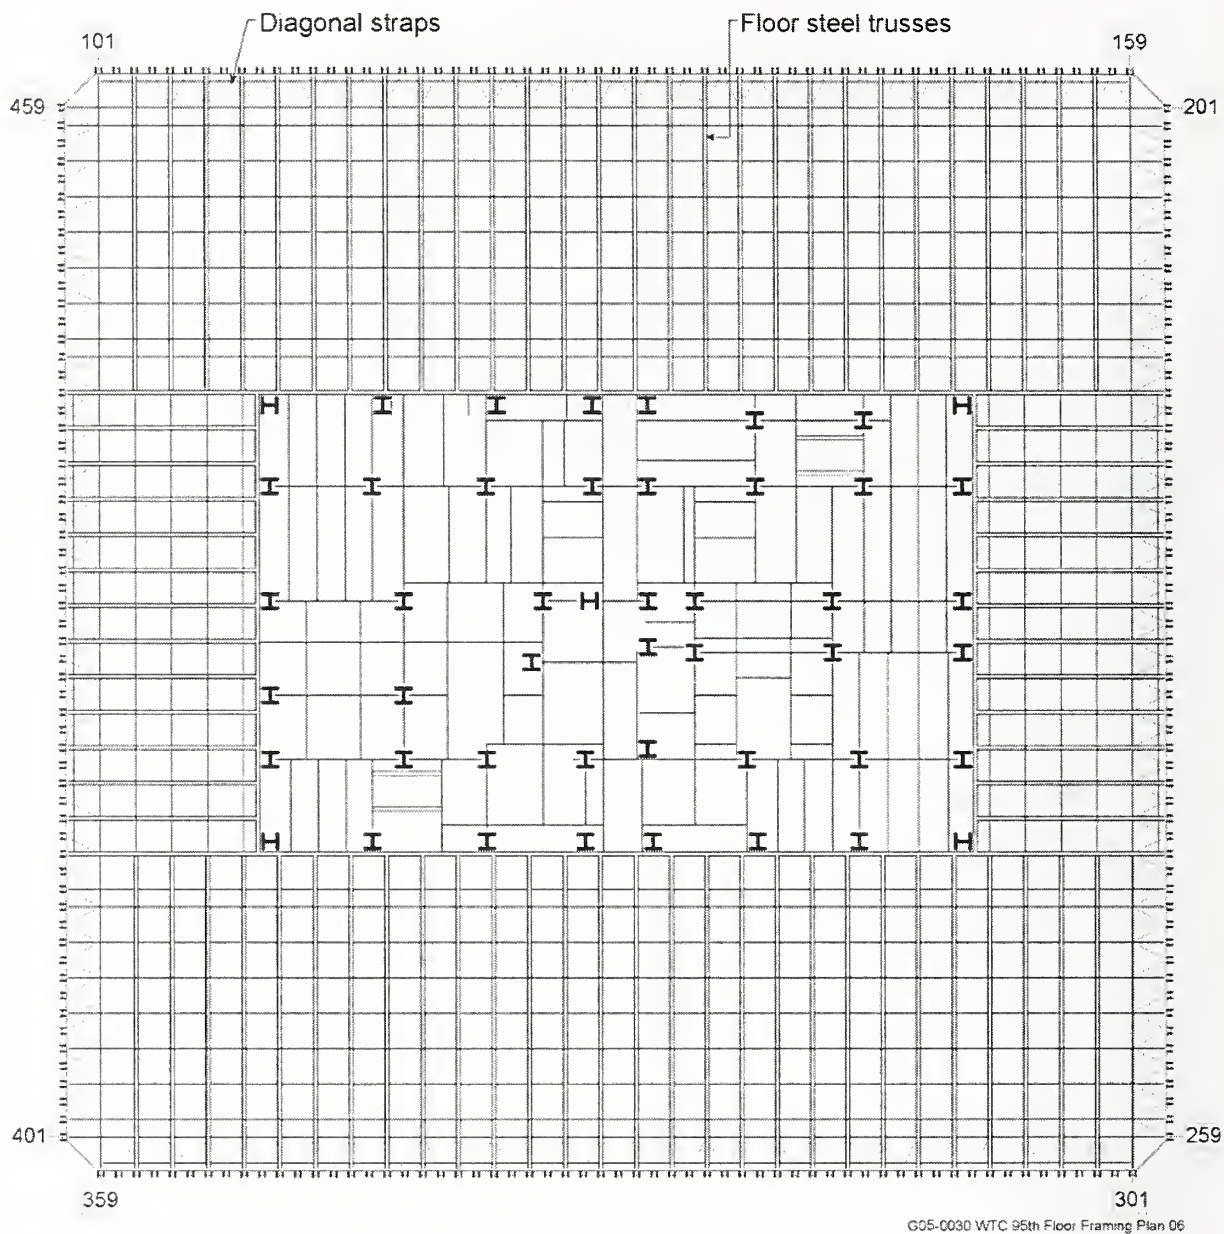 Diagonal straps
Floor steel trusses
101
159
459
201
401
259
359
301
G05-0030 WTC 95th Floor Framing Plan 06